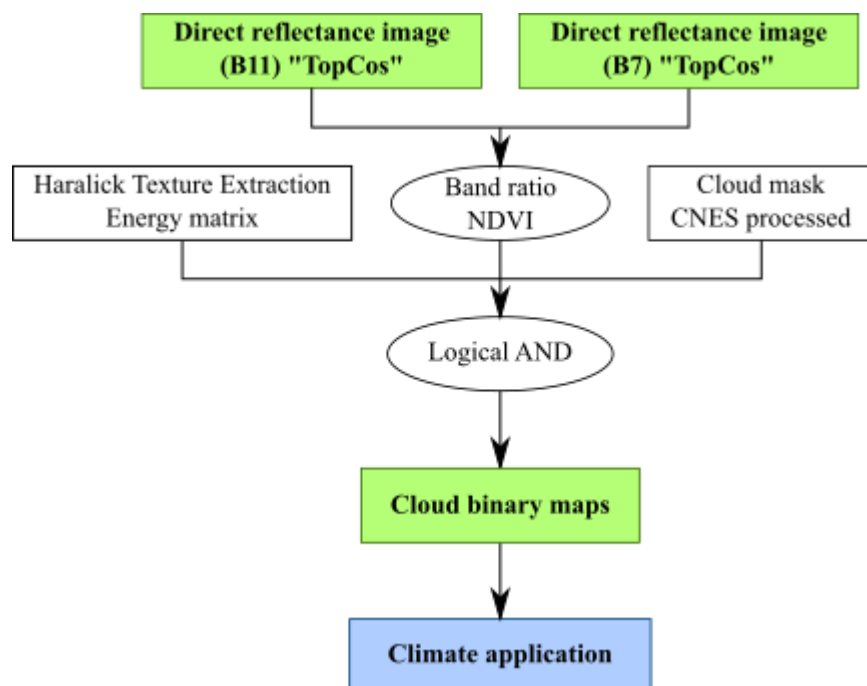 Direct reflectance image
(B11) "TopCos"
Direct reflectance image
(B7) "TopCos"
Haralick Texture Extraction
Energy matrix
Band ratio
NDVI
Cloud mask
CNES processed
Logical AND
Cloud binary maps
Climate application